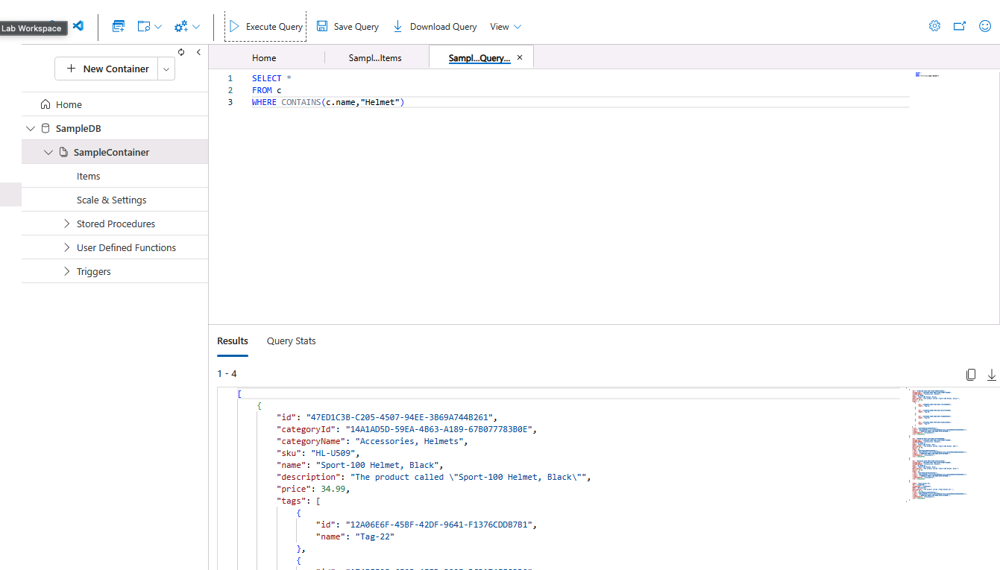 Lab Workspace
Execute Query
Save Query
Download Query
View
New Container
Home
SampleDB
SampleContainer
Items
Scale & Settings
Stored Procedures
User Defined Functions
Triggers
Home
Sampl...Items
Sampl...Query...
1 SELECT *
2 FROM c
3 WHERE CONTAINS(c.name,"Helmet")
Results
Query Stats
1 - 4
[
{
"id": "47ED1C3B-C205-4507-94EE-3B69A744B261",
"categoryId": "14A1AD5D-59EA-4B63-A189-67B077783B0E",
"categoryName": "Accessories, Helmets",
"sku": "HL-U509",
"name": "Sport-100 Helmet, Black",
"description": "The product called \"Sport-100 Helmet, Black\"",
"price": 34.99,
"tags": [
{
"id": "12A06E6F-45BF-42DF-9641-F1376CDDB7B1",
"name": "Tag-22"
},
{